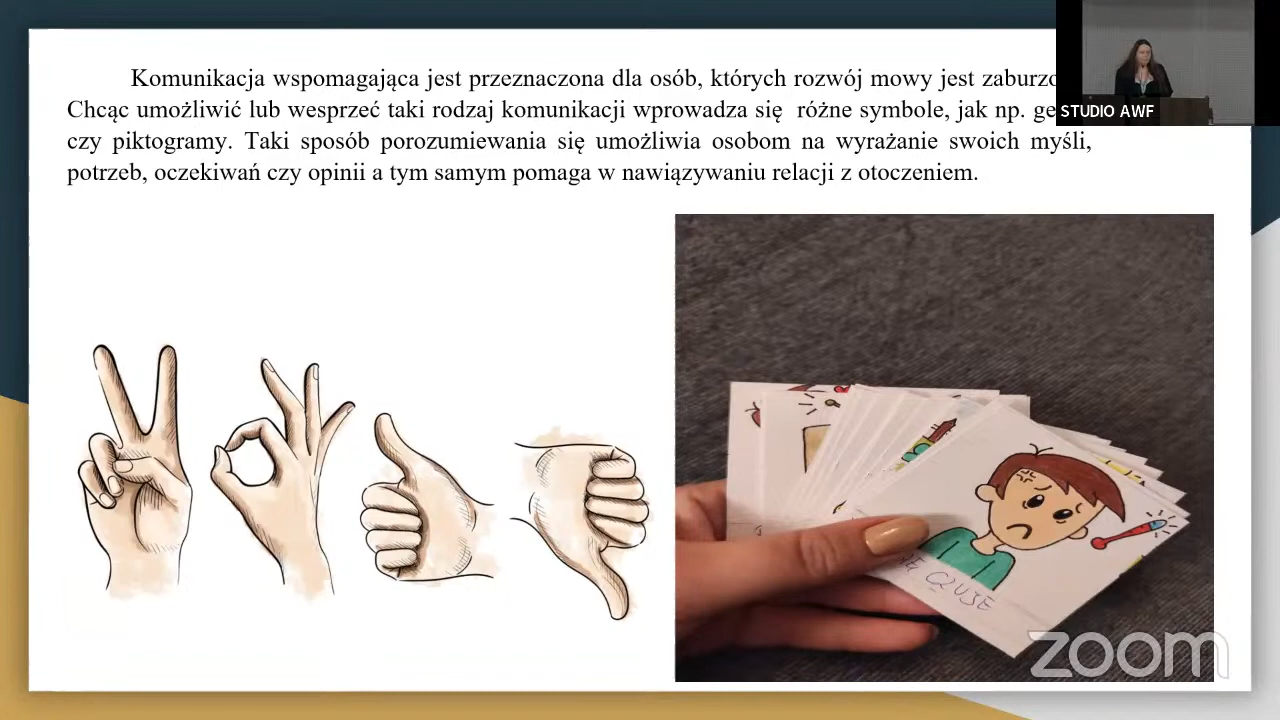 Komunikacja wspomagająca jest przeznaczona dla osób, których rozwój mowy jest
Chcąc umożliwić lub wesprzeć taki rodzaj komunikacji wprowadza się różne symbole, jak np.
czy piktogramy. Taki sposób porozumiewania się umożliwia osobom na wyrażanie swoich myśli,
potrzeb, oczekiwań czy opinii a tym samym pomaga w nawiązywaniu relacji z otoczeniem.
STUDIO AWF
CZUJE
zoom